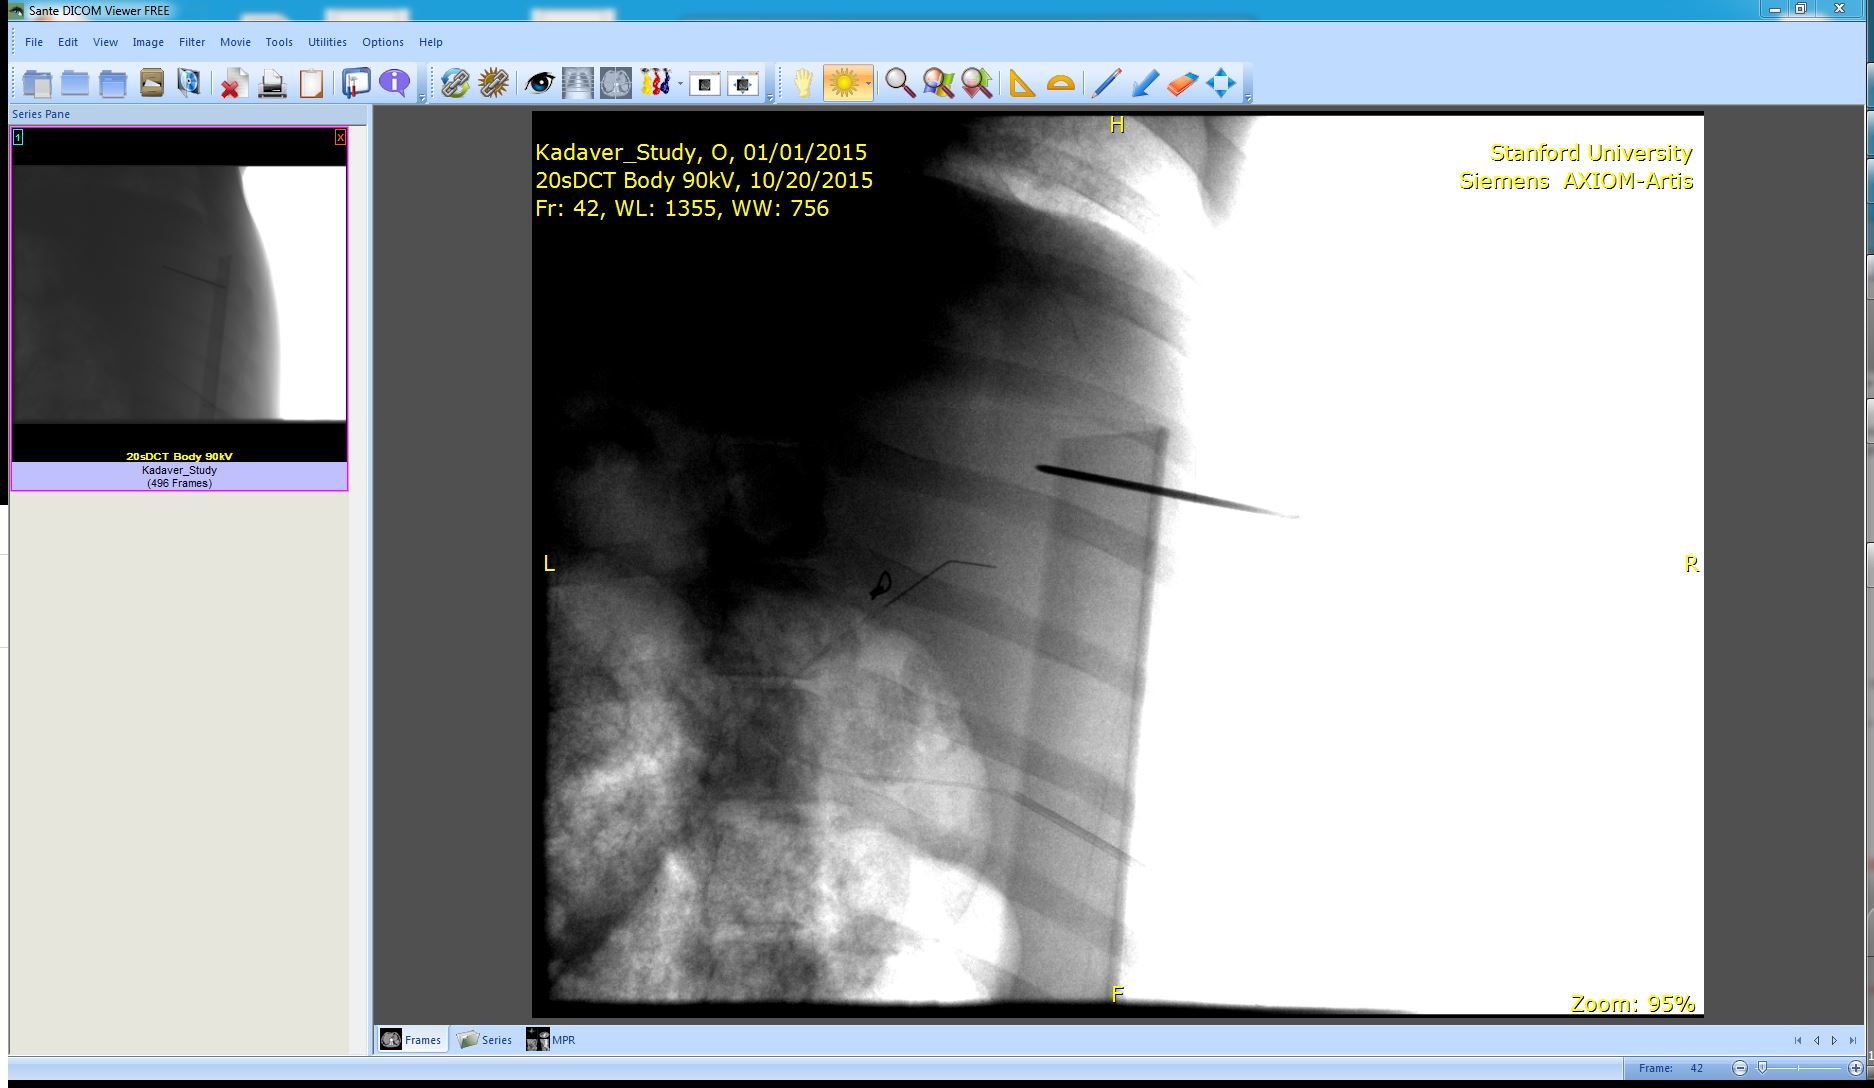 Sante DICOM Viewer FREE
File Edit View Image Filter Movie Tools Utilities Options Help
Series Pane
1 X
20sDCT Body 90kV
Kadaver_Study
(496 Frames)
H
Kadaver_Study, O, 01/01/2015
20sDCT Body 90kV, 10/20/2015
Fr: 42, WL: 1355, WW: 756
Stanford University
Siemens AXIOM-Artis
L
R
F
Zoom: 95%
Frames Series MPR
Frame: 42